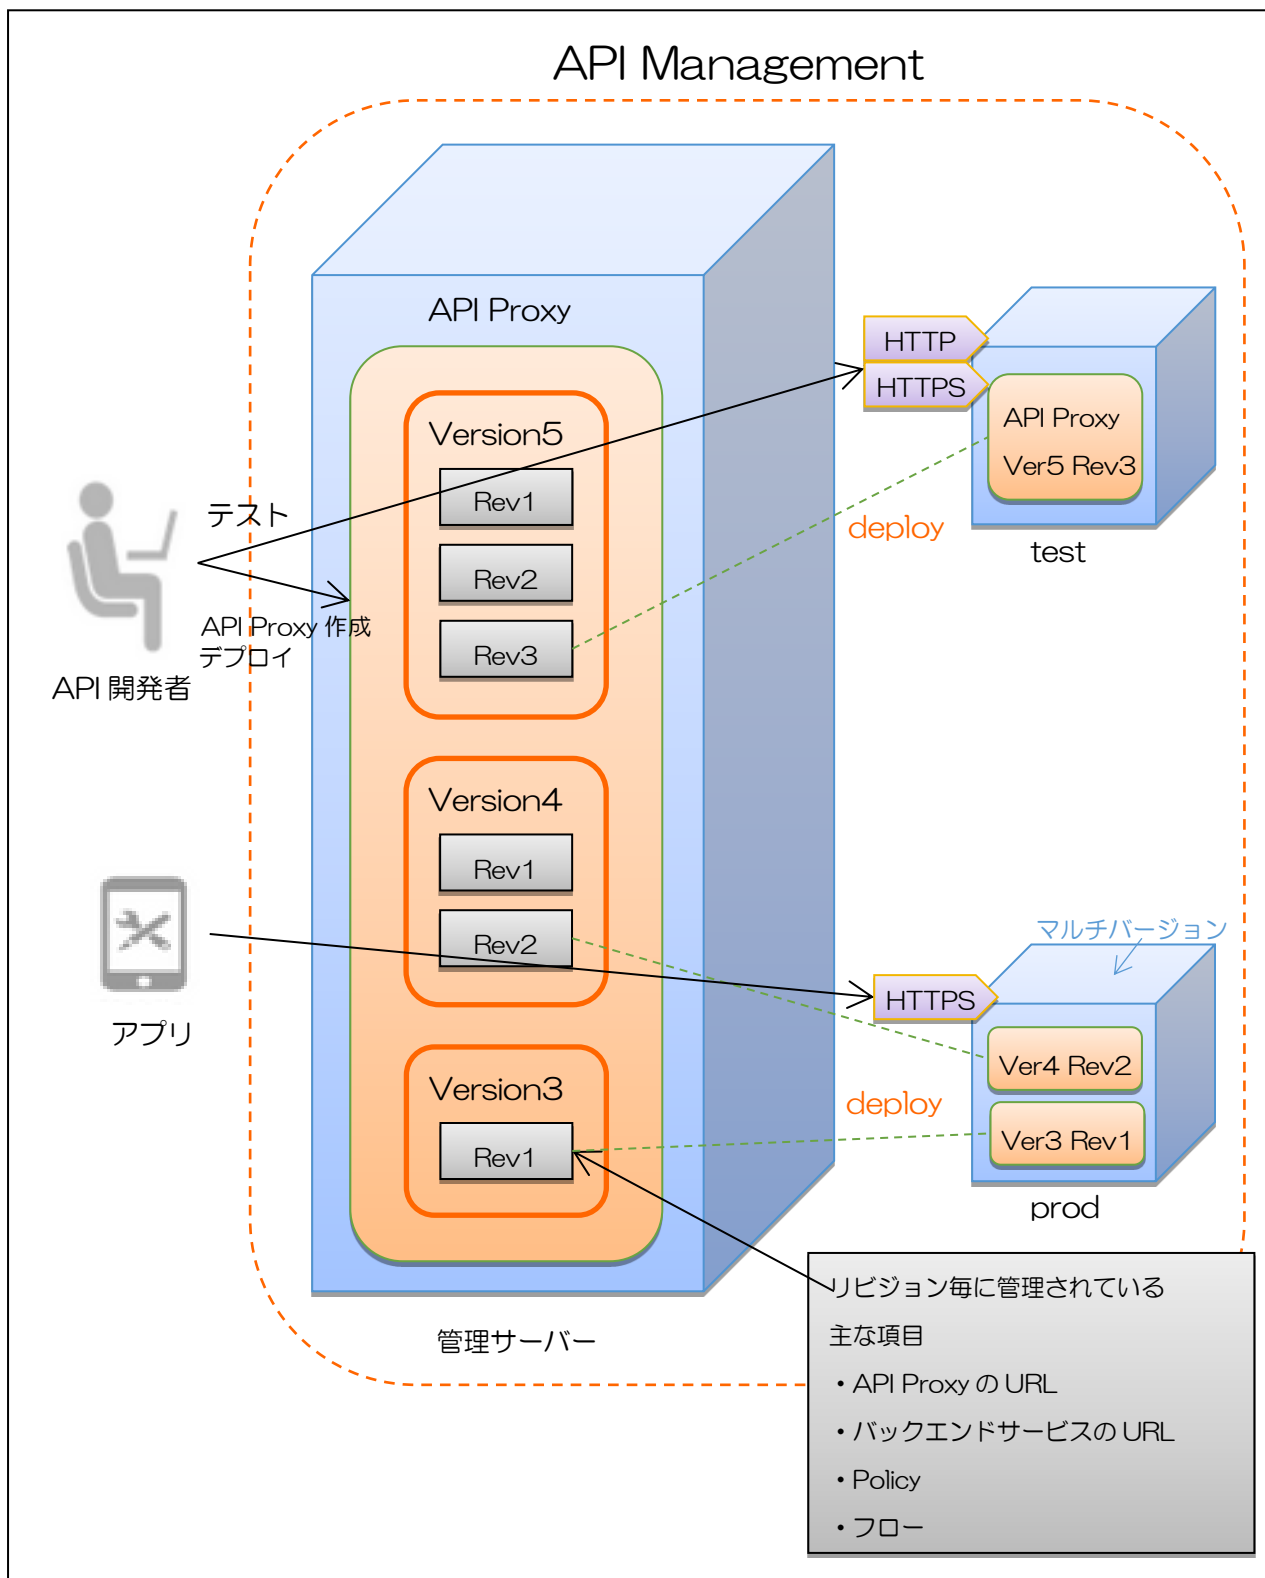 API Management
API Proxy
Version5
Rev1
Rev2
Rev3
Version4
Rev1
Rev2
Version3
Rev1
管理サーバー
テスト
API Proxy 作成
デプロイ
API 開発者
アプリ
HTTP
HTTPS
API Proxy
Ver5 Rev3
test
deploy
マルチバージョン
HTTPS
Ver4 Rev2
Ver3 Rev1
prod
deploy
リビジョン毎に管理されている
主な項目
・API Proxy の URL
・バックエンドサービスの URL
・Policy
・フロー